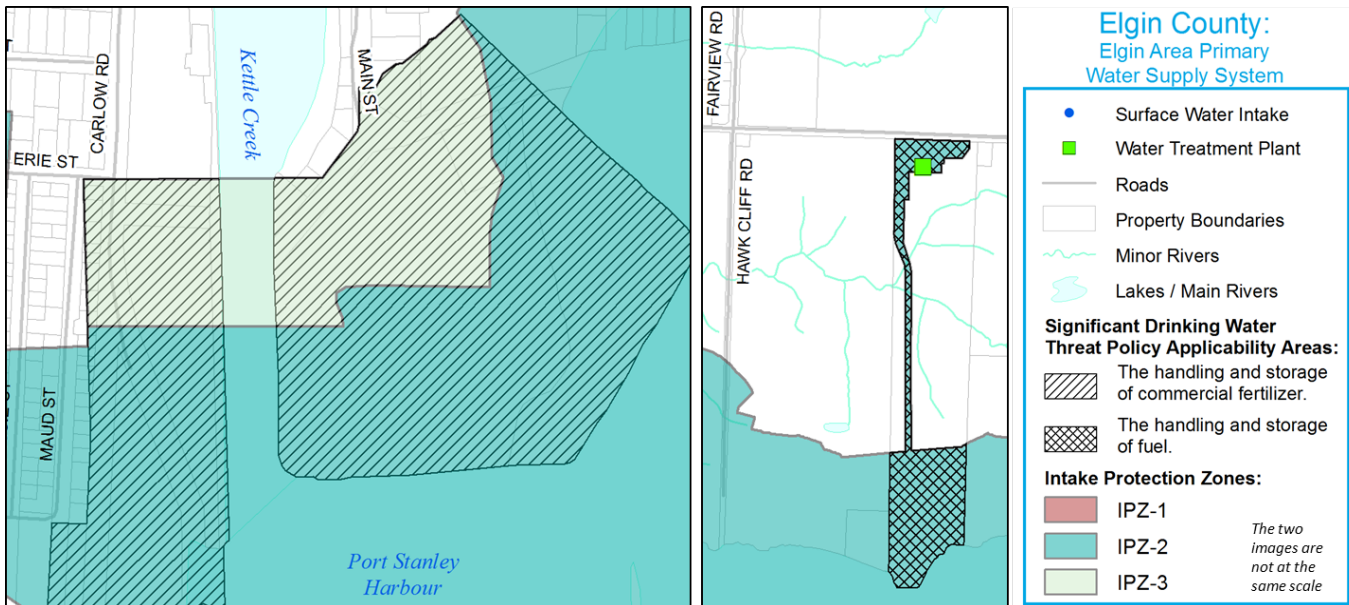 CARLOW RD
ERIE ST
Kettle Creek
MAIN ST
MAUD ST
Port Stanley
Harbour
FAIRVIEW RD
HAWK CLIFF RD
Elgin County:
Elgin Area Primary
Water Supply System
Surface Water Intake
Water Treatment Plant
Roads
Property Boundaries
Minor Rivers
Lakes / Main Rivers
Significant Drinking Water
Threat Policy Applicability Areas:
The handling and storage
of commercial fertilizer.
The handling and storage
of fuel.
Intake Protection Zones:
IPZ-1
IPZ-2
IPZ-3
The two
images are
not at the
same scale